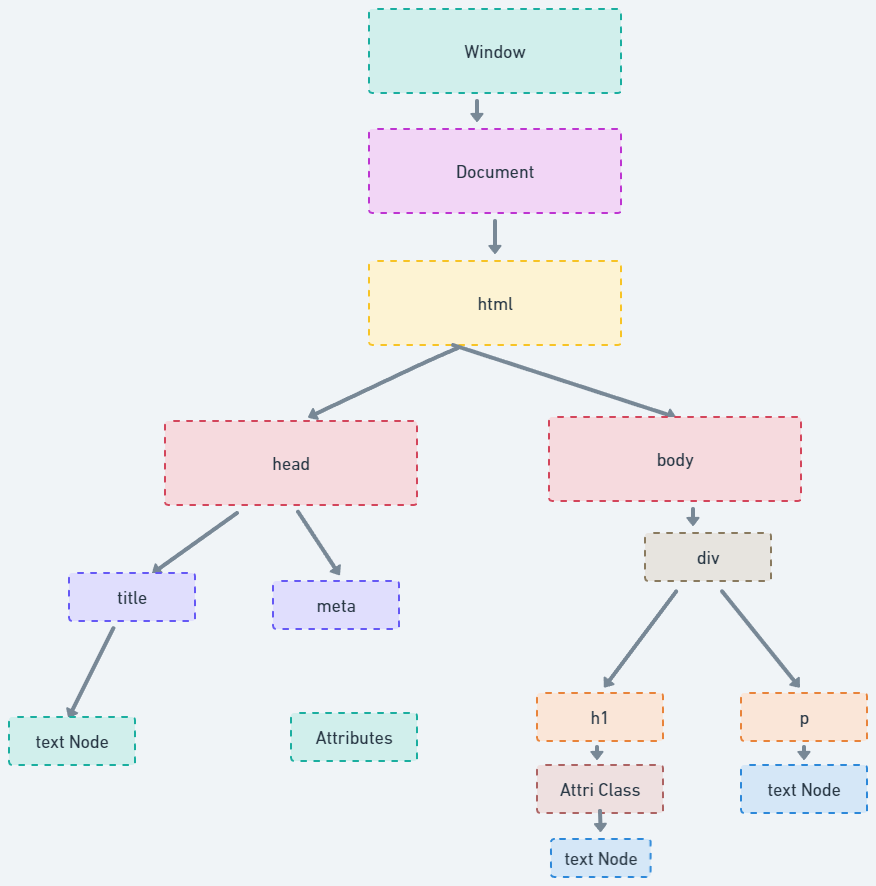 Window
Document
html
head
body
div
title
meta
h1
p
text Node
Attributes
Attri Class
text Node
text Node